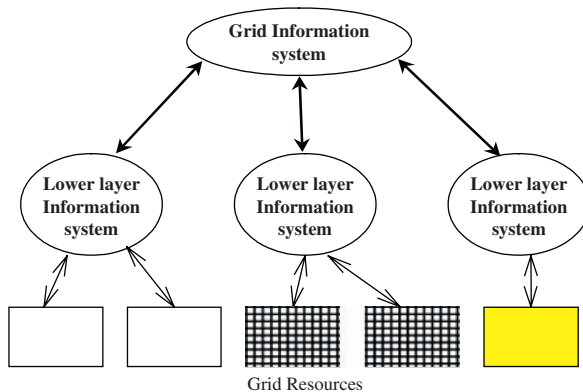 Grid Information
system
Lower layer
Information
system
Lower layer
Information
system
Lower layer
Information
system
Grid Resources